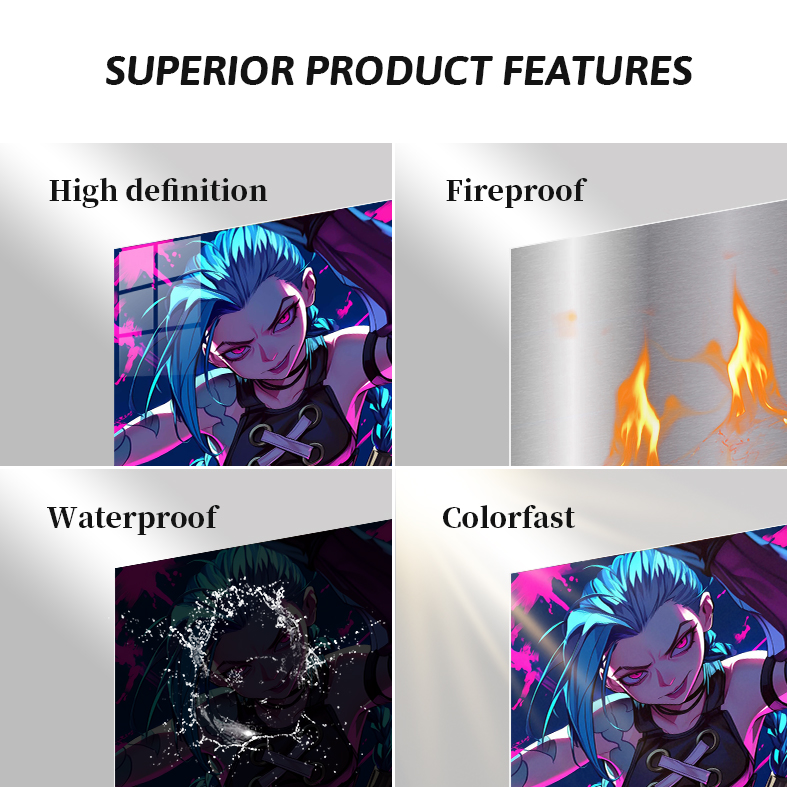 SUPERIOR PRODUCT FEATURES
High definition
Fireproof
Waterproof
Colorfast